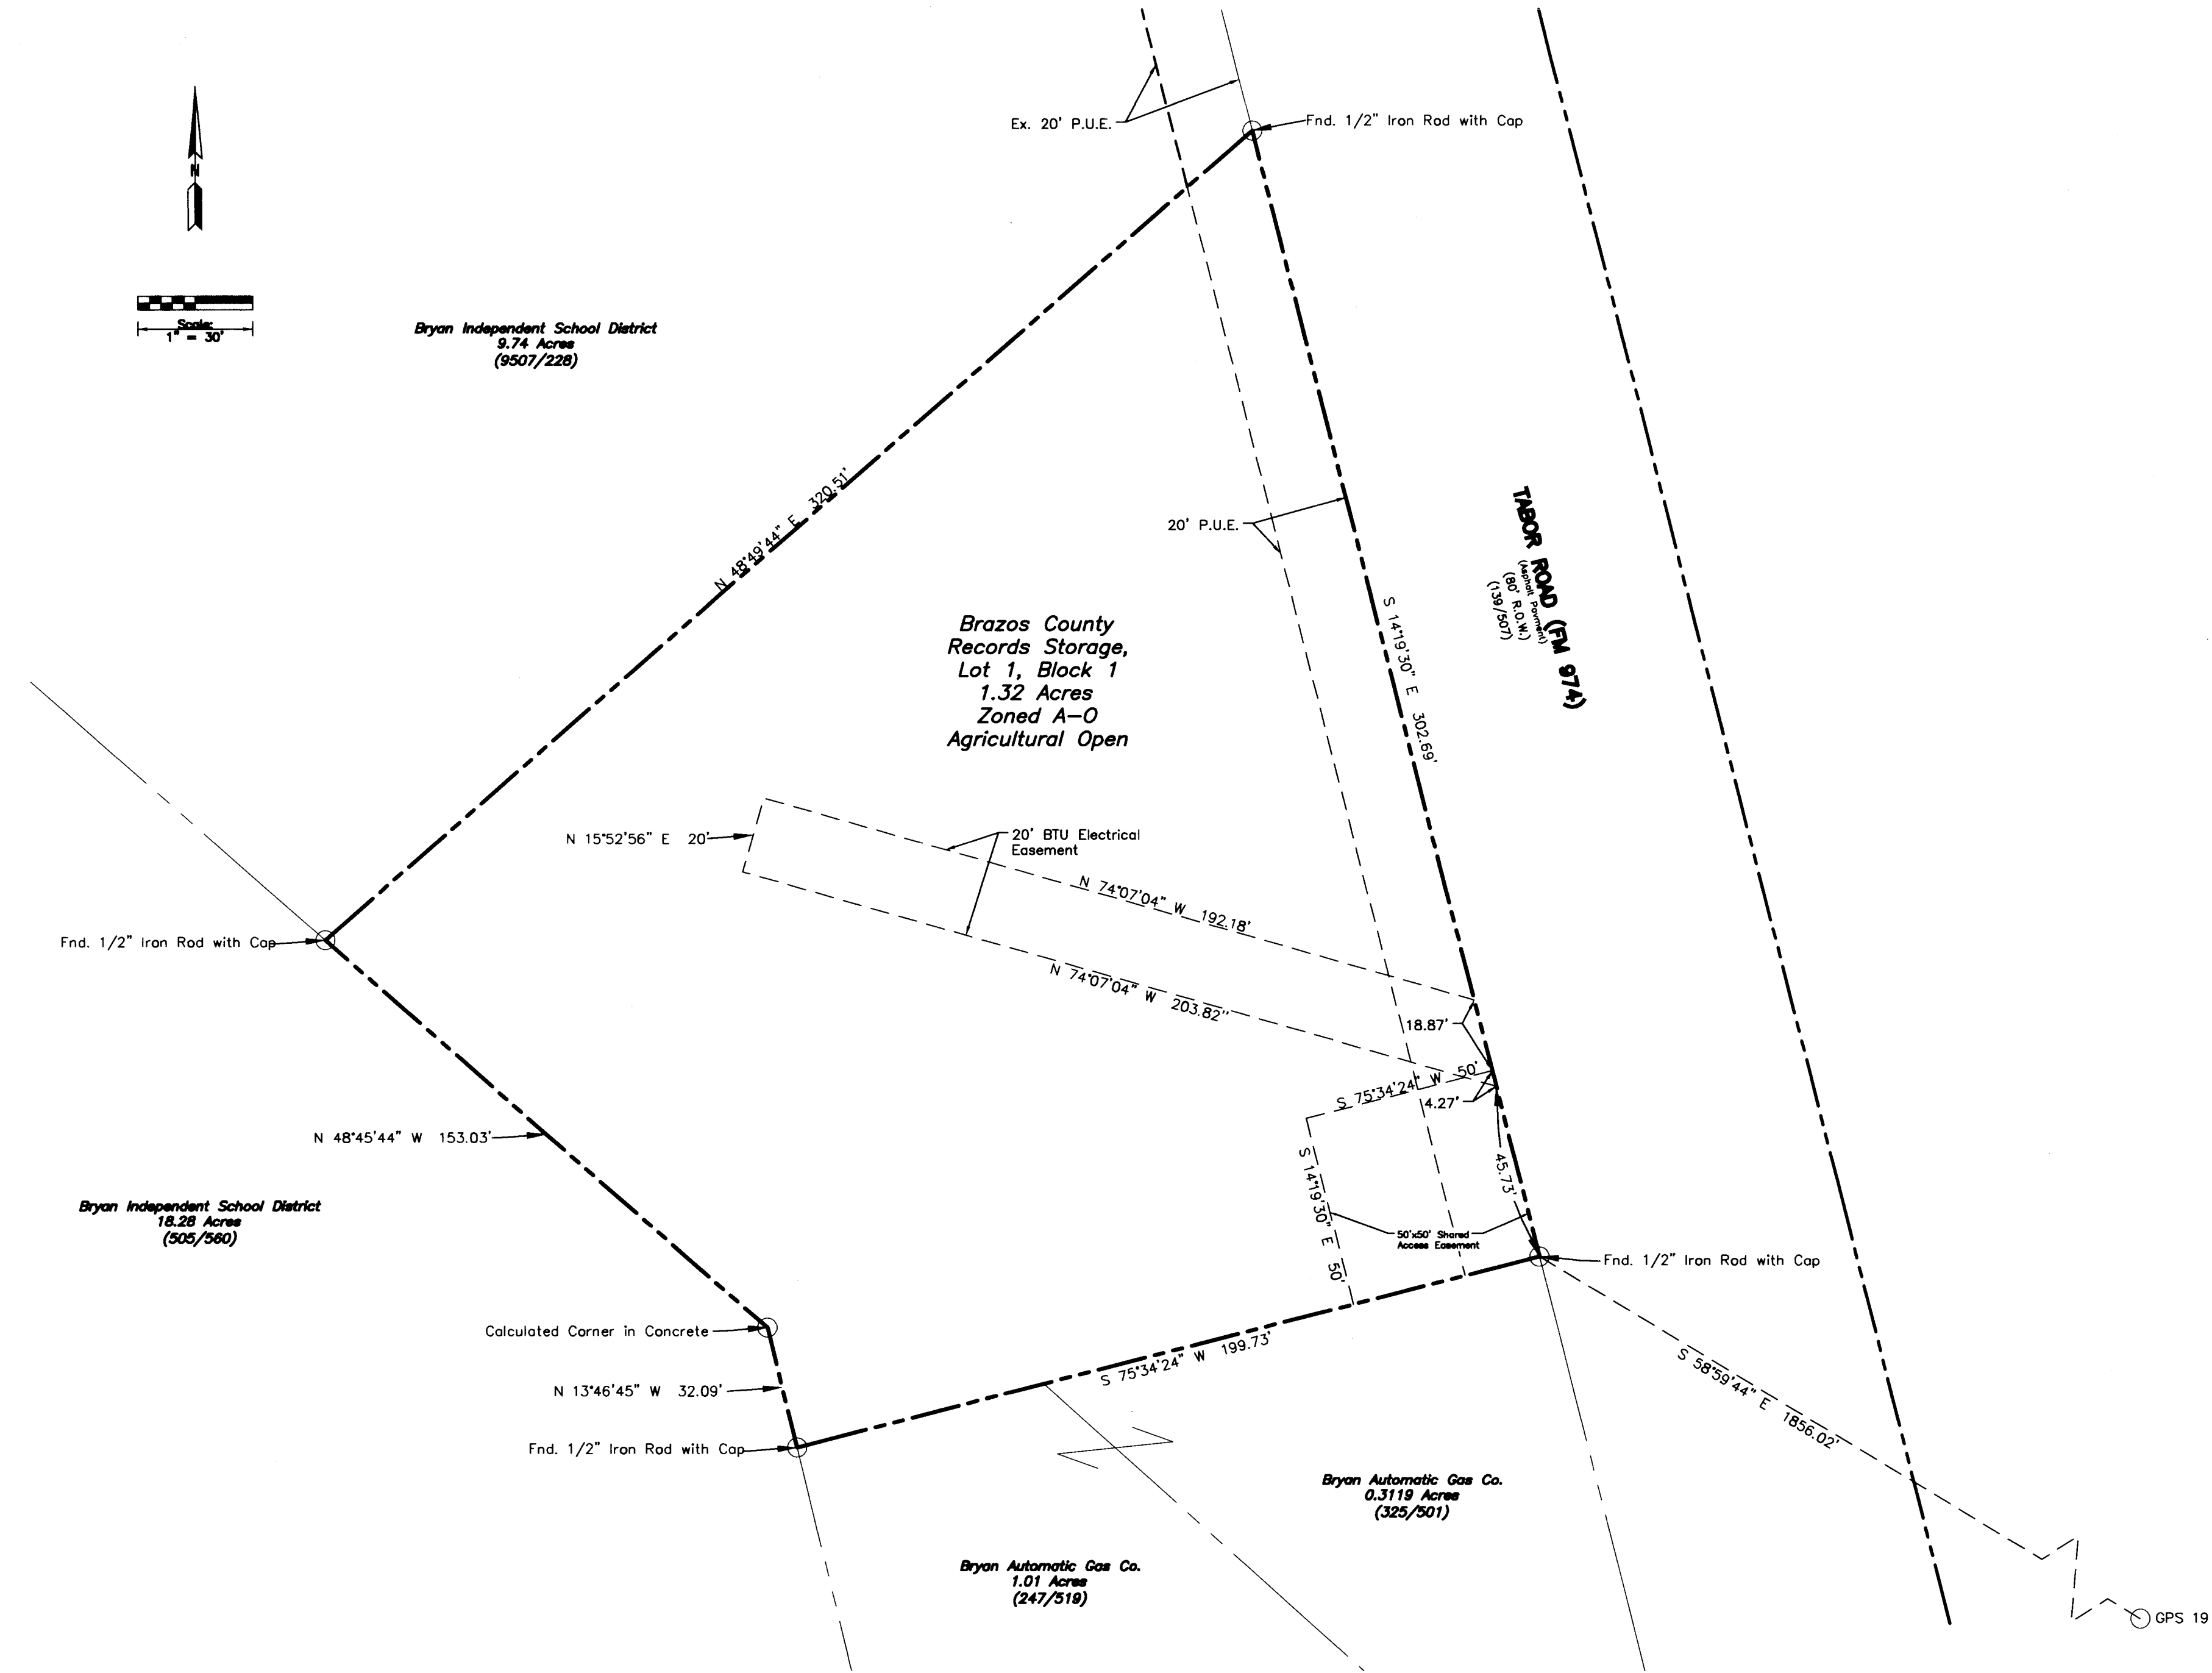 Ex. 20' P.U.E.
Fnd. 1/2" Iron Rod with Cap
N
Scale:
1" = 30'
Bryan Independent School District
9.74 Acres
(9507/228)
N 48°49'44" E 320.51'
20' P.U.E.
TABOR ROAD (FM 974)
(Asphalt Pavment)
(80' R.O.W.)
(139/507)
S 14°19'30" E 302.69'
Brazos County
Records Storage,
Lot 1, Block 1
1.32 Acres
Zoned A-O
Agricultural Open
N 15°52'56" E 20'
20' BTU Electrical
Easement
N 74°07'04" W 192.18'
N 74°07'04" W 203.82"
Fnd. 1/2" Iron Rod with Cap
18.87'
S 75°34'24" W 50'
4.27'
N 48°45'44" W 153.03'
45.73'
S 14°19'30" E 50'
Bryan Independent School District
18.28 Acres
(505/560)
50'x50' Shared
Access Easement
Fnd. 1/2" Iron Rod with Cap
Calculated Corner in Concrete
S 75°34'24" W 199.73'
S 58°59'44" E 1856.02'
N 13°46'45" W 32.09'
Fnd. 1/2" Iron Rod with Cap
Bryan Automatic Gas Co.
0.3119 Acres
(325/501)
Bryan Automatic Gas Co.
1.01 Acres
(247/519)
GPS 19